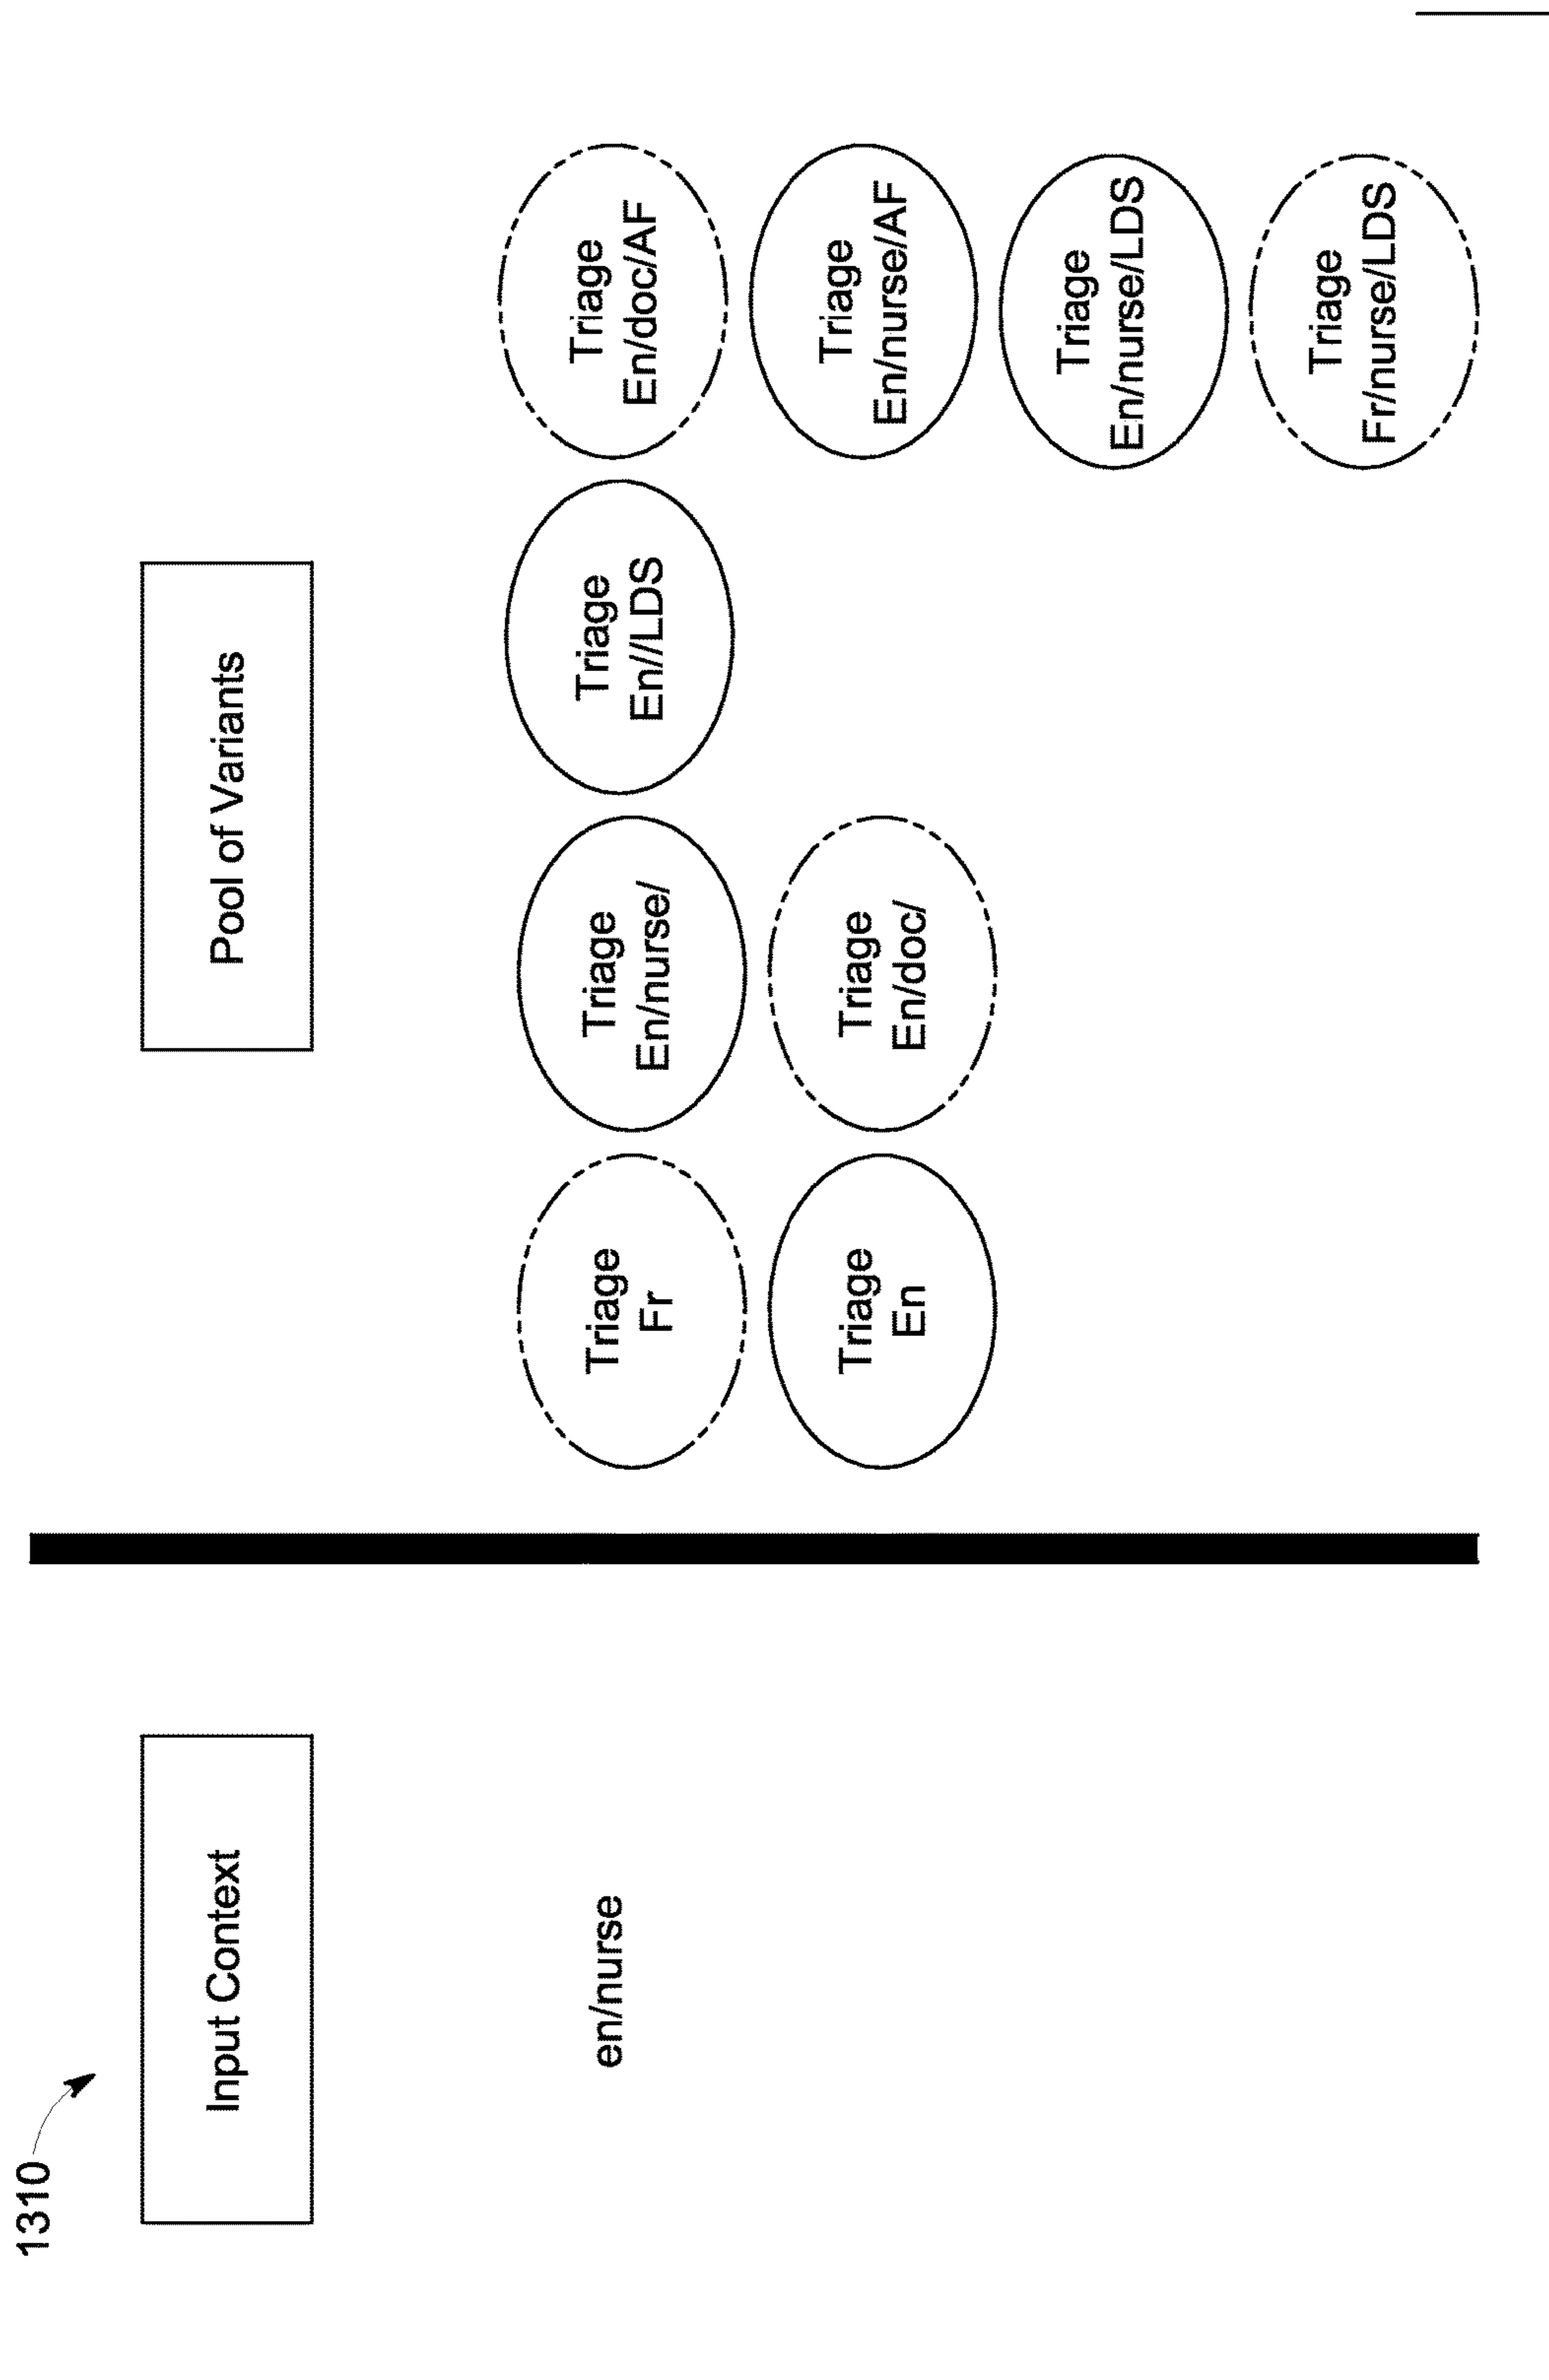 1310
Input Context
en/nurse
Pool of Variants
Triage
Fr
Triage
En/nurse/
Triage
En//LDS
Triage
En/doc/AF
Triage
En
Triage
En/doc/
Triage
En/nurse/AF
Triage
En/nurse/LDS
Triage
Fr/nurse/LDS